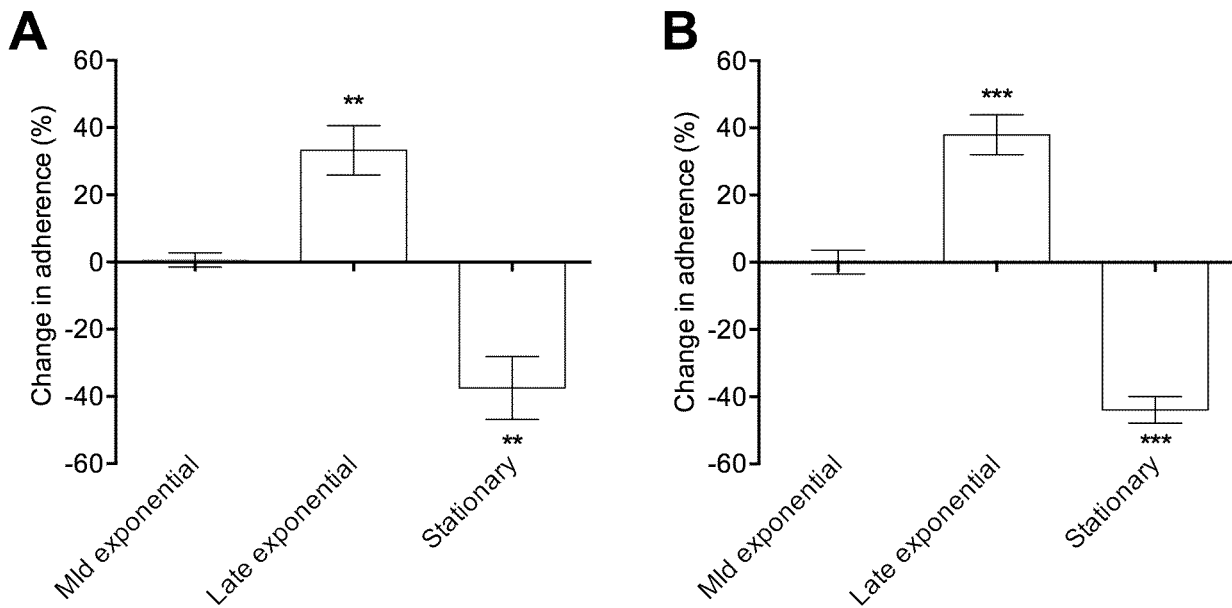 A
Change in adherence (%)
60
40
20
0
-20
-40
-60
**
**
MId exponential
Late exponential
Stationary
B
Change in adherence (%)
60
40
20
0
-20
-40
-60
***
***
MId exponential
Late exponential
Stationary